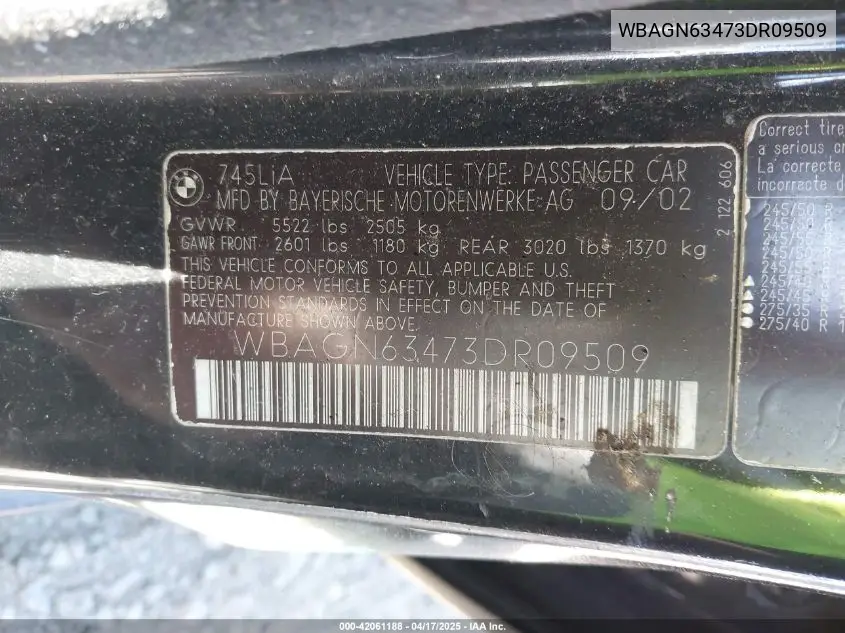 WBAGN63473DR09509
745LiA VEHICLE TYPE: PASSENGER CAR
MFD BY BAYERISCHE MOTORENWERKE AG 09/02
GVWR 5522 lbs 2505 kg
GAWR FRONT: 2601 lbs 1180 kg REAR 3020 lbs 1370 kg
THIS VEHICLE CONFORMS TO ALL APPLICABLE U.S.
FEDERAL MOTOR VEHICLE SAFETY, BUMPER AND THEFT
PREVENTION STANDARDS IN EFFECT ON THE DATE OF
MANUFACTURE SHOWN ABOVE.
WBAGN63473DR09509
2 122 606
Correct tire
a serious
La correcte
incorrecte
245/50 R
275/35
275/40 R
000-42061188 - 04/17/2025 - IAA, Inc.